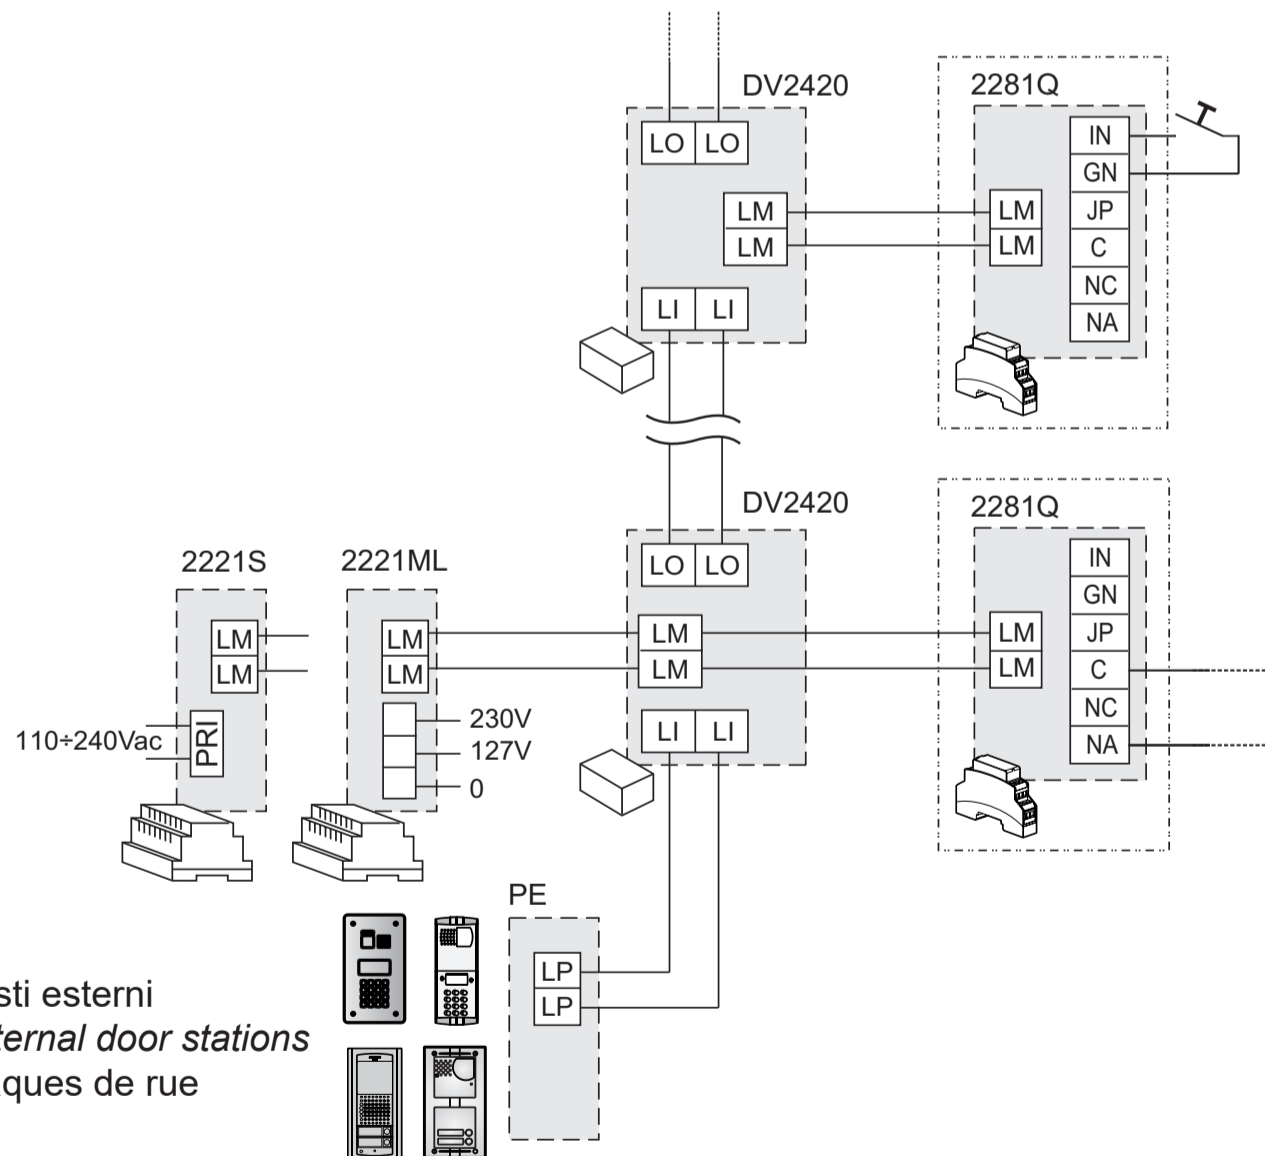 DV2420
2281Q
LO LO
IN
GN
LM LM JP
LM LM C
NC
LI LI NA
DV2420
2281Q
2221S 2221ML LO LO IN
GN
LM LM LM LM JP
LM LM LM LM C
PRI LI LI NC
110÷240Vac 230V NA
127V
0
PE
LP
LP
sti esterni
ternal door stations
ques de rue